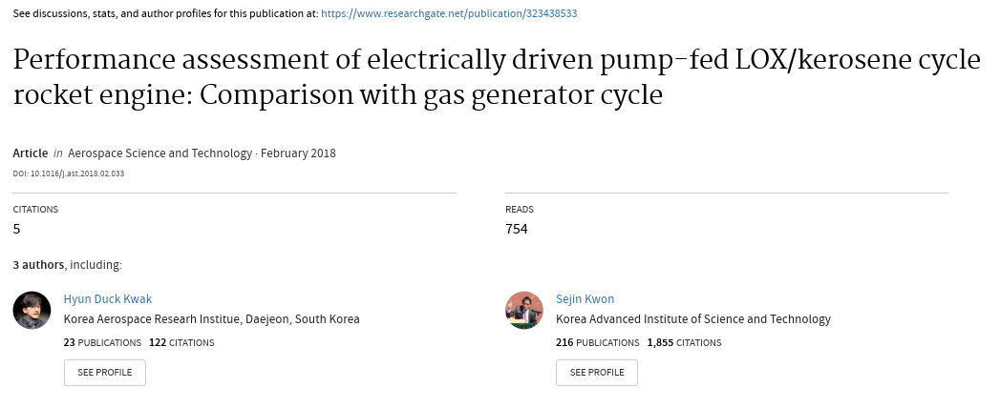 See discussions, stats, and author profiles for this publication at: https://www.researchgate.net/publication/323438533
Performance assessment of electrically driven pump-fed LOX/kerosene cycle
rocket engine: Comparison with gas generator cycle
Article in Aerospace Science and Technology · February 2018
DOI: 10.1016/j.ast.2018.02.033
CITATIONS
5
READS
754
3 authors, including:
Hyun Duck Kwak
Korea Aerospace Researh Institue, Daejeon, South Korea
23 PUBLICATIONS 122 CITATIONS
SEE PROFILE
Sejin Kwon
Korea Advanced Institute of Science and Technology
216 PUBLICATIONS 1,855 CITATIONS
SEE PROFILE